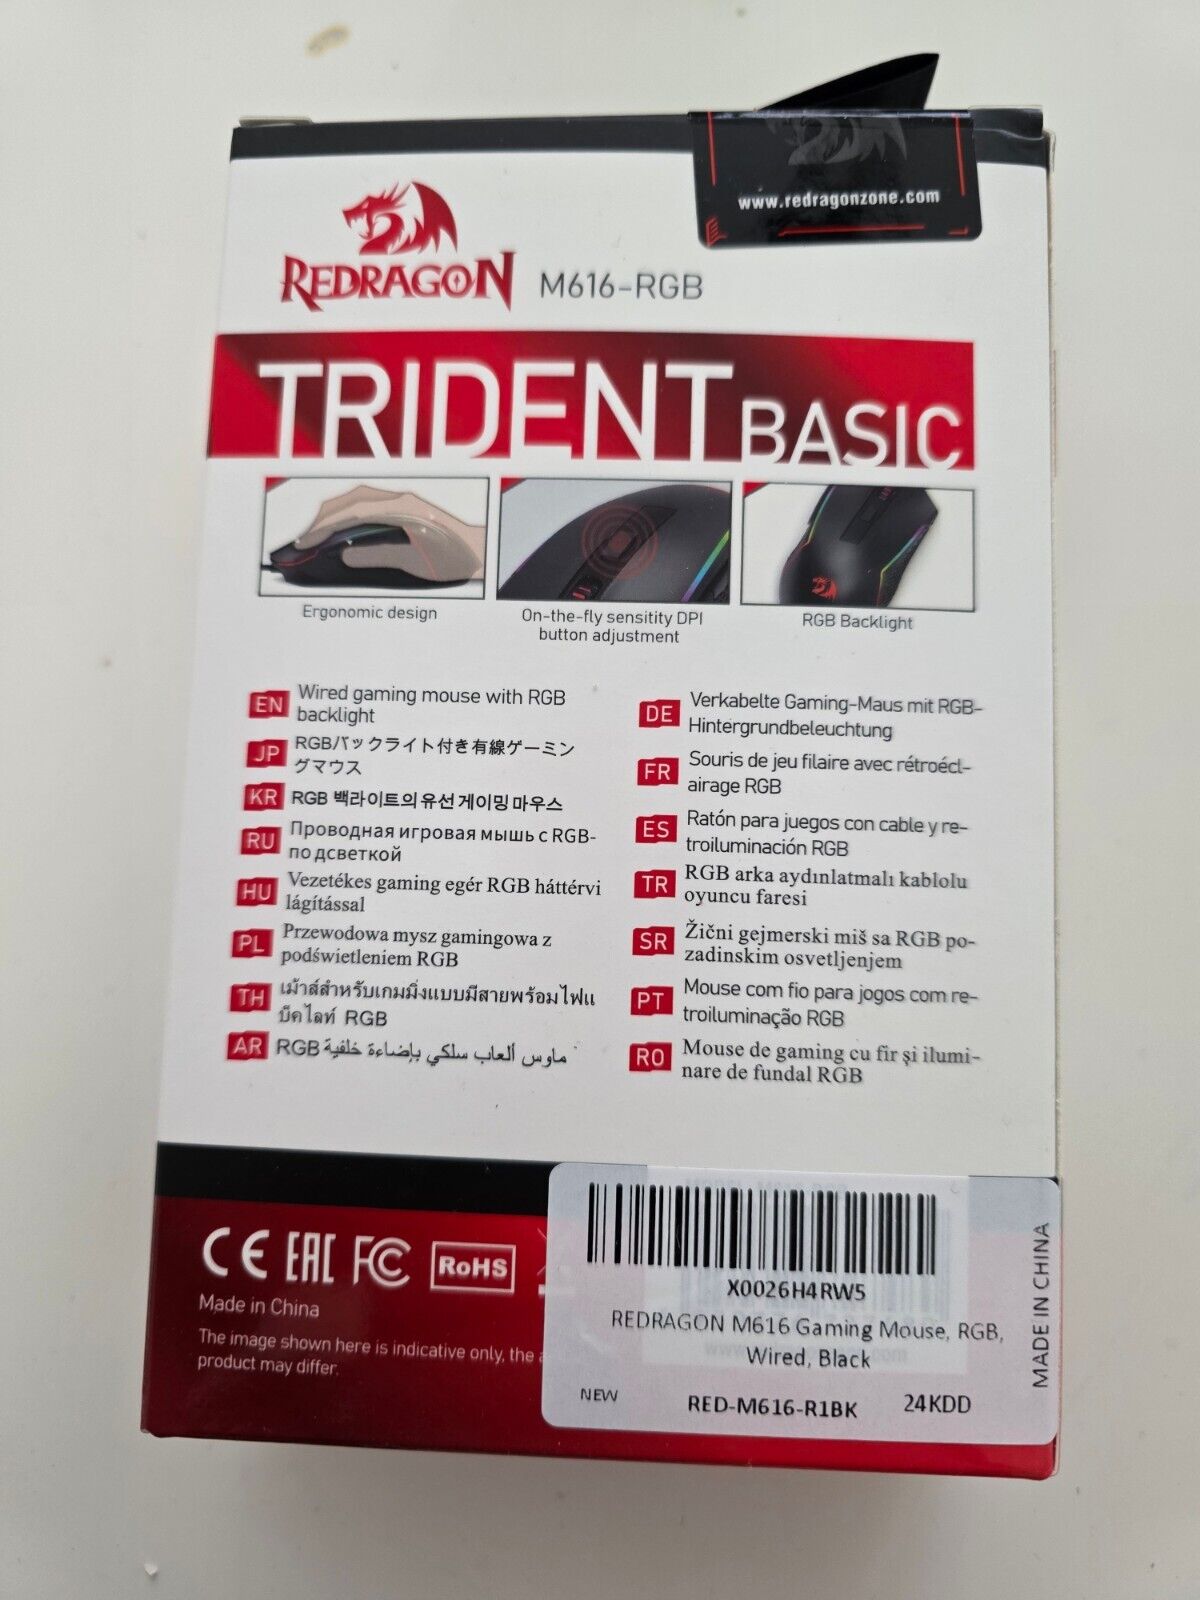 www.redragonzone.com
REDRAGON M616-RGB
TRIDENT BASIC
Ergonomic design
On-the-fly sensitity DPI
button adjustment
RGB Backlight
EN Wired gaming mouse with RGB
backlight
JP RGBバックライト付き有線ゲーミン
グマウス
KR RGB 백라이트의 유선 게이밍 마우스
RU Проводная игровая мышь с RGB-
подсветкой
HU Vezetékes gaming egér RGB háttérvi
lágítással
PL Przewodowa mysz gamingowa z
podświetleniem RGB
TH เม้าส์สำหรับเกมมิ่งแบบมีสายพร้อมไฟแ
บ็คไลท์ RGB
AR ماوس ألعاب سلكي بإضاءة خلفية RGB
DE Verkabelte Gaming-Maus mit RGB-
Hintergrundbeleuchtung
FR Souris de jeu filaire avec rétroécl-
airage RGB
ES Ratón para juegos con cable y re-
troiluminación RGB
TR RGB arka aydınlatmalı kablolu
oyuncu faresi
SR Žični gejmerski miš sa RGB po-
zadinskim osvetljenjem
PT Mouse com fio para jogos com re-
troiluminação RGB
RO Mouse de gaming cu fir și ilumi-
nare de fundal RGB
CE EAC FC RoHS
Made in China
The image shown here is indicative only, the
product may differ.
X0026H4RW5
REDRAGON M616 Gaming Mouse, RGB,
Wired, Black
NEW RED-M616-R1BK 24KDD
MADE IN CHINA